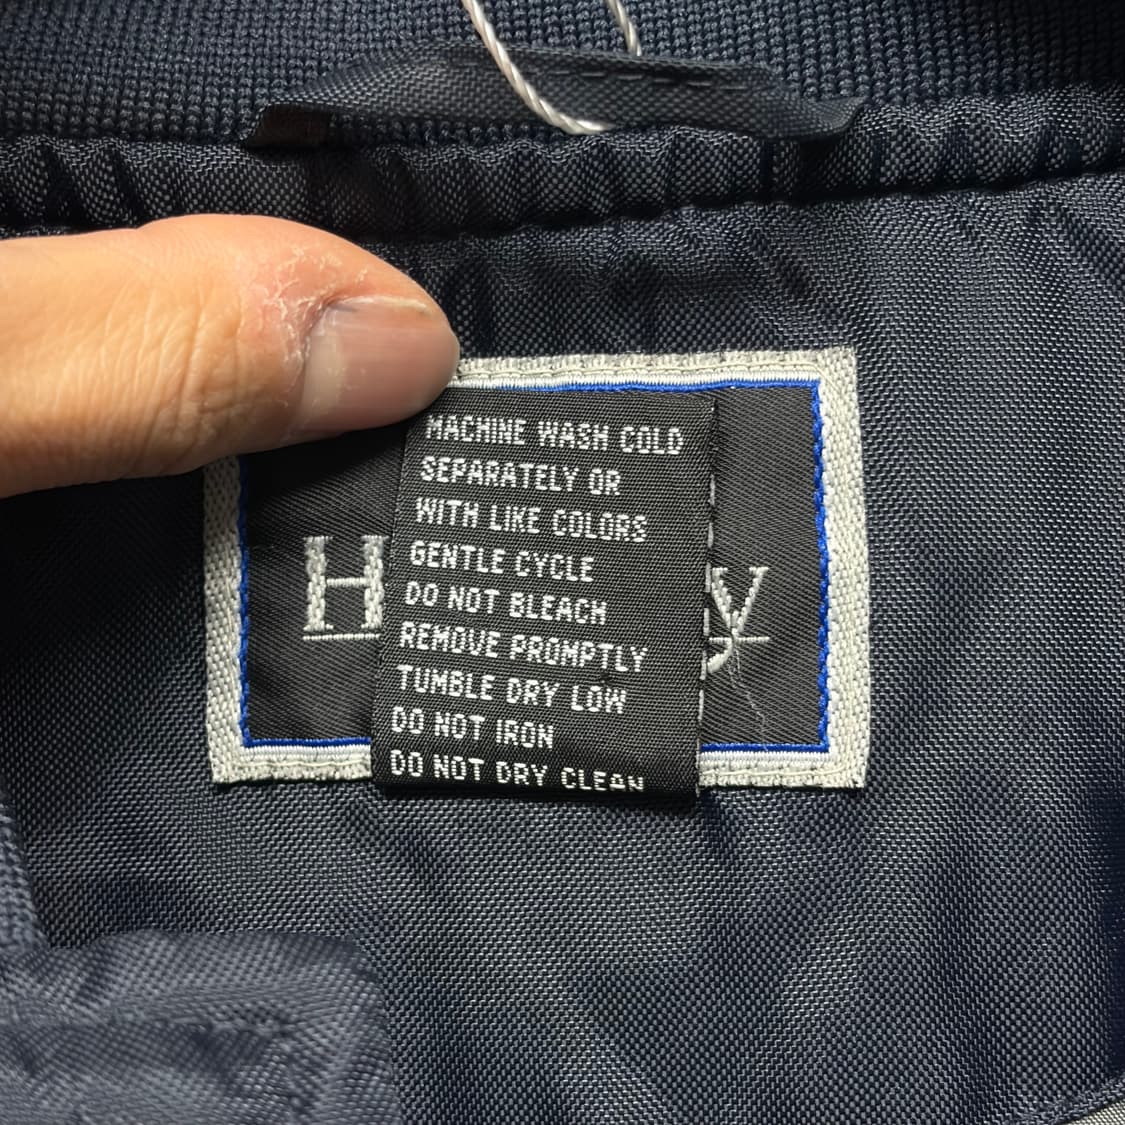 MACHINE WASH COLD
SEPARATELY OR
WITH LIKE COLORS
GENTLE CYCLE
DO NOT BLEACH
REMOVE PROMPTLY
TUMBLE DRY LOW
DO NOT IRON
DO NOT DRY CLEAN